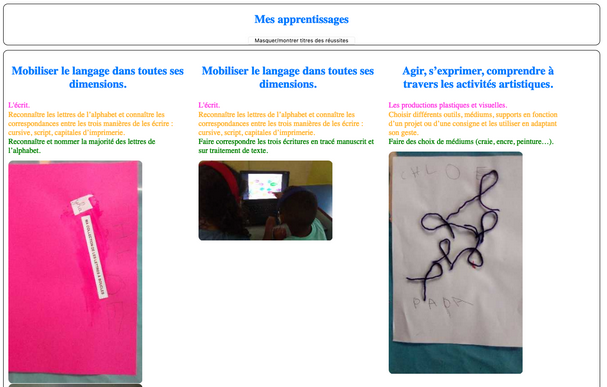 Mes apprentissages
Masquer/montrer titres des réussites
Mobiliser le langage dans toutes ses
dimensions.
L'écrit.
Reconnaître les lettres de l'alphabet et connaître les
correspondances entre les trois manières de les écrire :
cursive, script, capitales d'imprimerie.
Reconnaître et nommer la majorité des lettres de
l'alphabet.
Mobiliser le langage dans toutes ses
dimensions.
L'écrit.
Reconnaître les lettres de l'alphabet et connaître les
correspondances entre les trois manières de les écrire :
cursive, script, capitales d'imprimerie.
Faire correspondre les trois écritures en tracé manuscrit et
sur traitement de texte.
Agir, s'exprimer, comprendre à
travers les activités artistiques.
Les productions plastiques et visuelles.
Choisir différents outils, médiums, supports en fonction
d'un projet ou d'une consigne et les utiliser en adaptant
son geste.
Faire des choix de médiums (craie, encre, peinture…).
MA COLLECTION DE LETTRES A BOUCLES
PAPA